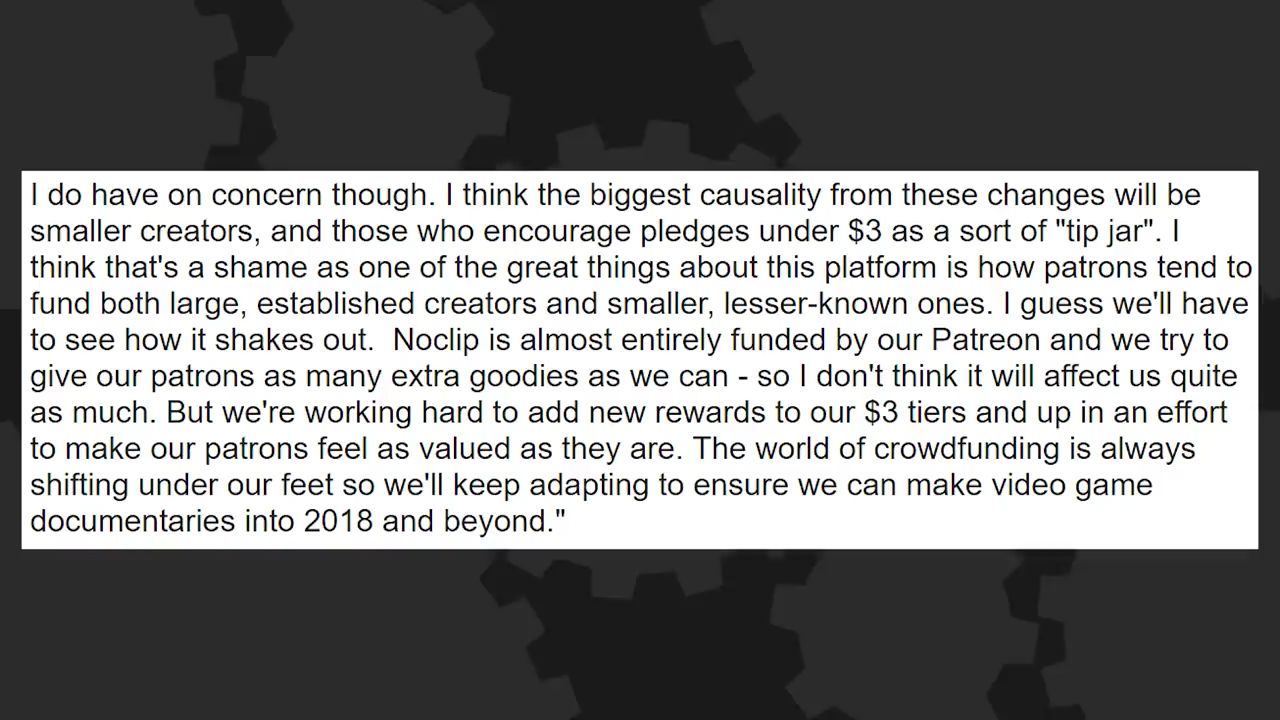 I do have on concern though. I think the biggest causality from these changes will be
smaller creators, and those who encourage pledges under $3 as a sort of "tip jar". I
think that's a shame as one of the great things about this platform is how patrons tend to
fund both large, established creators and smaller, lesser-known ones. I guess we'll have
to see how it shakes out.  Noclip is almost entirely funded by our Patreon and we try to
give our patrons as many extra goodies as we can - so I don't think it will affect us quite
as much. But we're working hard to add new rewards to our $3 tiers and up in an effort
to make our patrons feel as valued as they are. The world of crowdfunding is always
shifting under our feet so we'll keep adapting to ensure we can make video game
documentaries into 2018 and beyond."